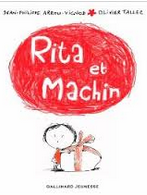 JEAN-PHILIPPE ARROU-VIGNOD * OLIVIER TALLEC
Rita
et
Machin
GALLIMARD JEUNESSE